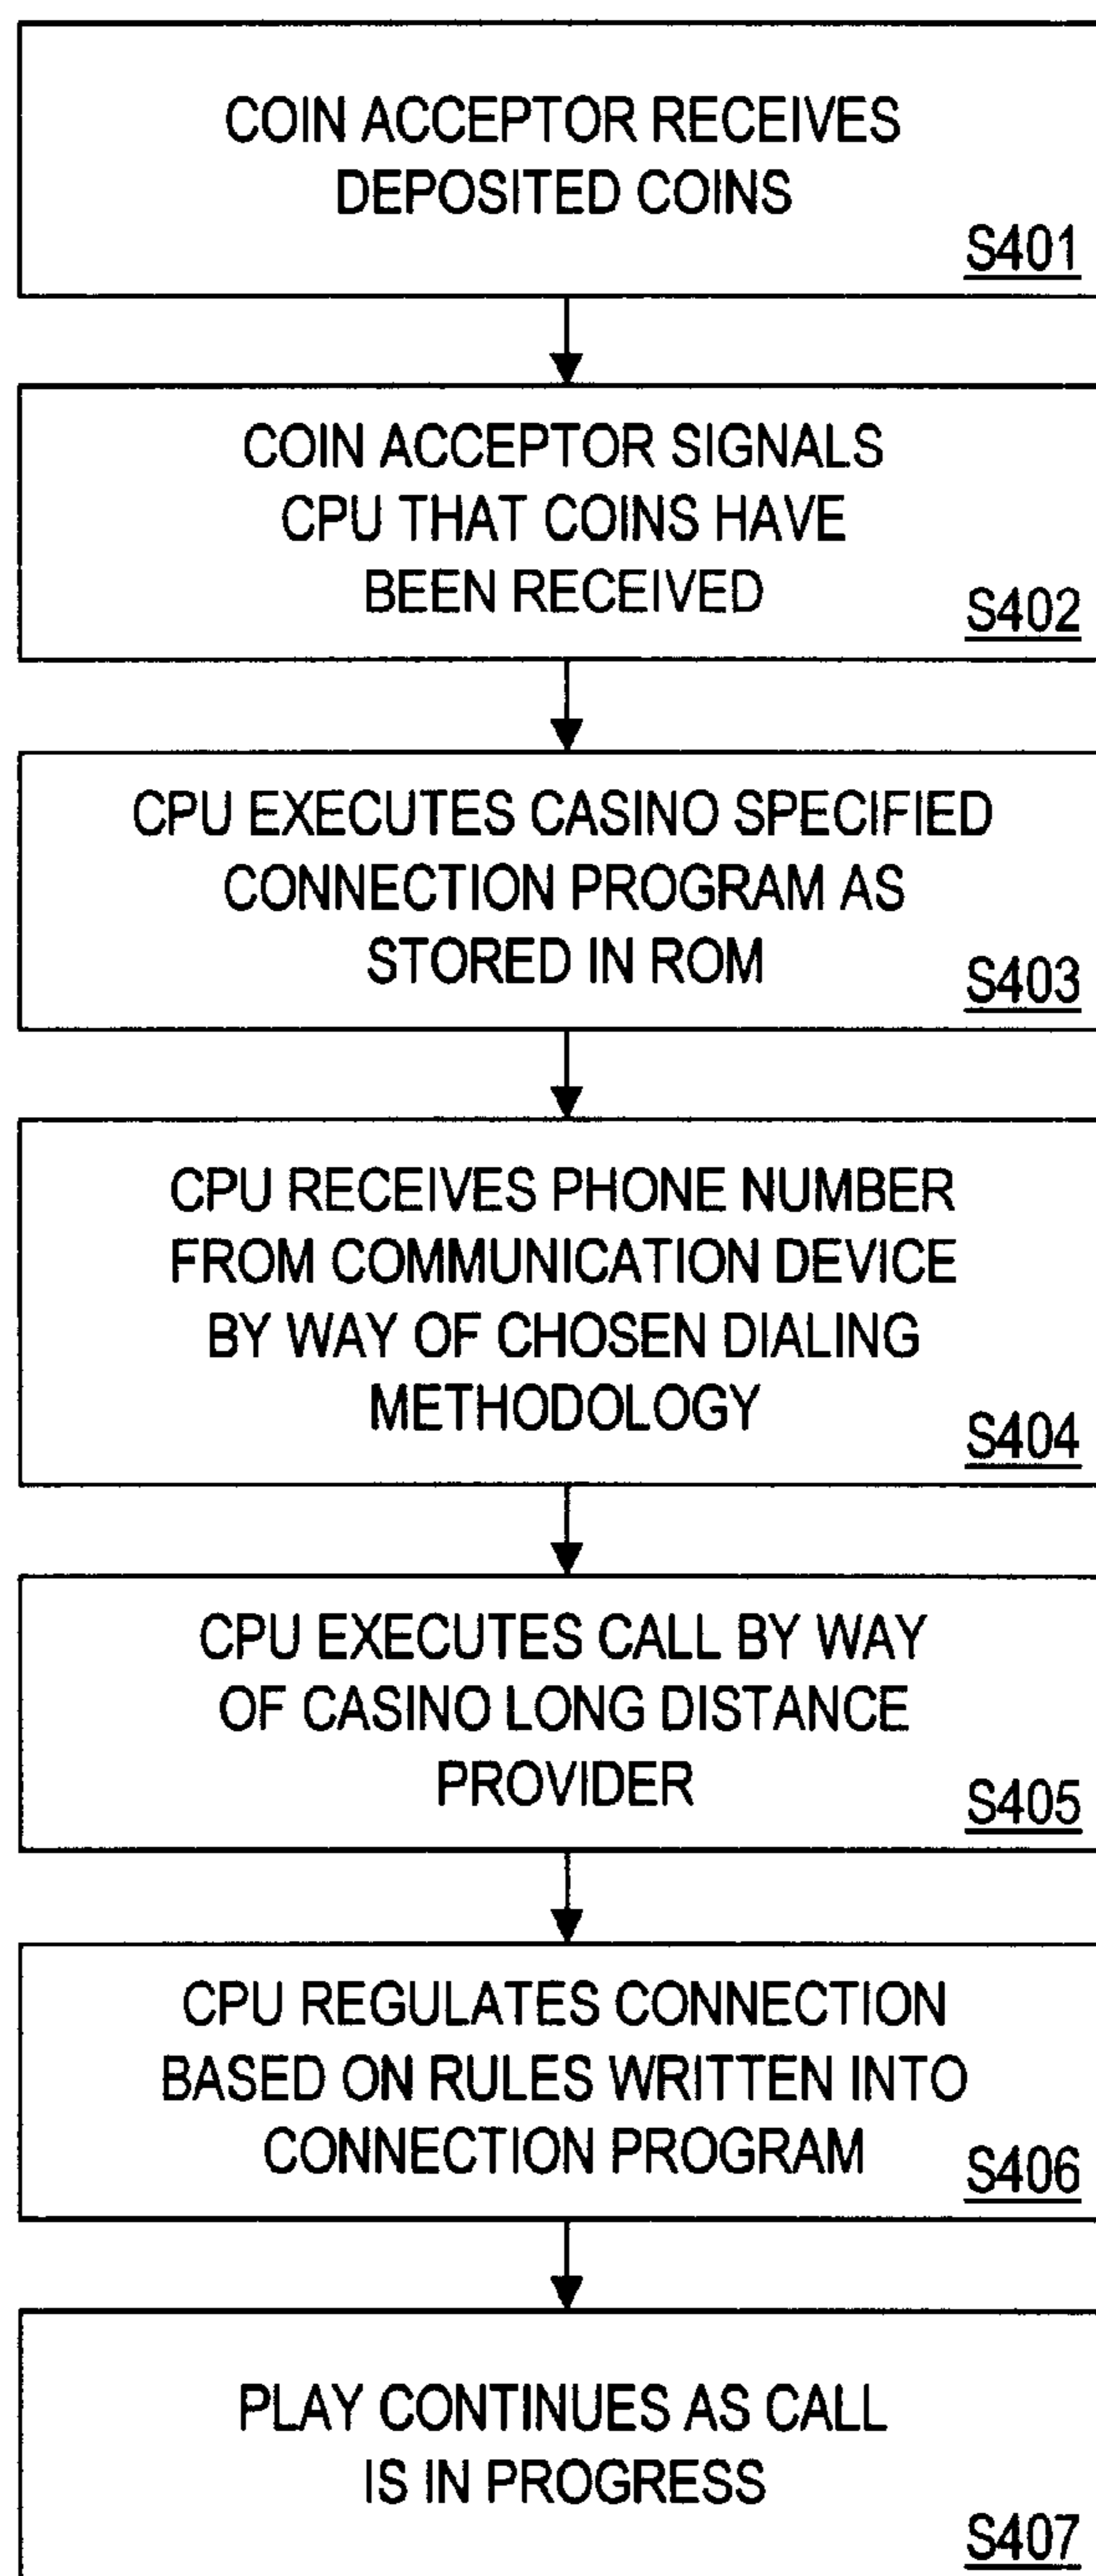 COIN ACCEPTOR RECEIVES
DEPOSITED COINS
S401
COIN ACCEPTOR SIGNALS
CPU THAT COINS HAVE
BEEN RECEIVED
S402
CPU EXECUTES CASINO SPECIFIED
CONNECTION PROGRAM AS
STORED IN ROM
S403
CPU RECEIVES PHONE NUMBER
FROM COMMUNICATION DEVICE
BY WAY OF CHOSEN DIALING
METHODOLOGY
S404
CPU EXECUTES CALL BY WAY
OF CASINO LONG DISTANCE
PROVIDER
S405
CPU REGULATES CONNECTION
BASED ON RULES WRITTEN INTO
CONNECTION PROGRAM
S406
PLAY CONTINUES AS CALL
IS IN PROGRESS
S407